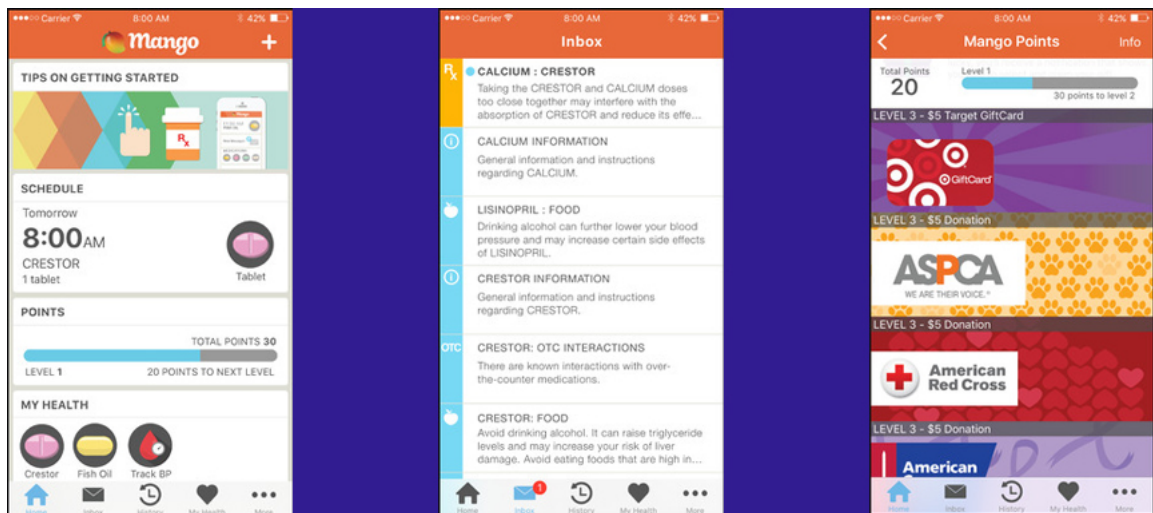 Carrier 8:00 AM 42%
Mango +
TIPS ON GETTING STARTED
Rx
SCHEDULE
Tomorrow
8:00AM
CRESTOR
1 tablet
Tablet
POINTS
TOTAL POINTS 30
LEVEL 1 20 POINTS TO NEXT LEVEL
MY HEALTH
Crestor Fish Oil Track BP
Home Inbox History My Health More
Carrier 8:00 AM 42%
Inbox
Rx CALCIUM : CRESTOR
Taking the CRESTOR and CALCIUM doses
too close together may interfere with the
absorption of CRESTOR and reduce its effe...
CALCIUM INFORMATION
General information and instructions
regarding CALCIUM.
LISINOPRIL : FOOD
Drinking alcohol can further lower your blood
pressure and may increase certain side effects
of LISINOPRIL.
CRESTOR INFORMATION
General information and instructions
regarding CRESTOR.
OTC CRESTOR: OTC INTERACTIONS
There are known interactions with over-
the-counter medications.
CRESTOR: FOOD
Avoid drinking alcohol. It can raise triglyceride
levels and may increase your risk of liver
damage. Avoid eating foods that are high in...
1
Home Inbox History My Health More
Carrier 8:00 AM 42%
Mango Points Info
Total Points Level 1
20
30 points to level 2
LEVEL 3 - $5 Target GiftCard
GiftCard
LEVEL 3 - $5 Donation
ASPCA
WE ARE THEIR VOICE.®
LEVEL 3 - $5 Donation
American
Red Cross
LEVEL 3 - $5 Donation
American
Home Inbox History My Health More